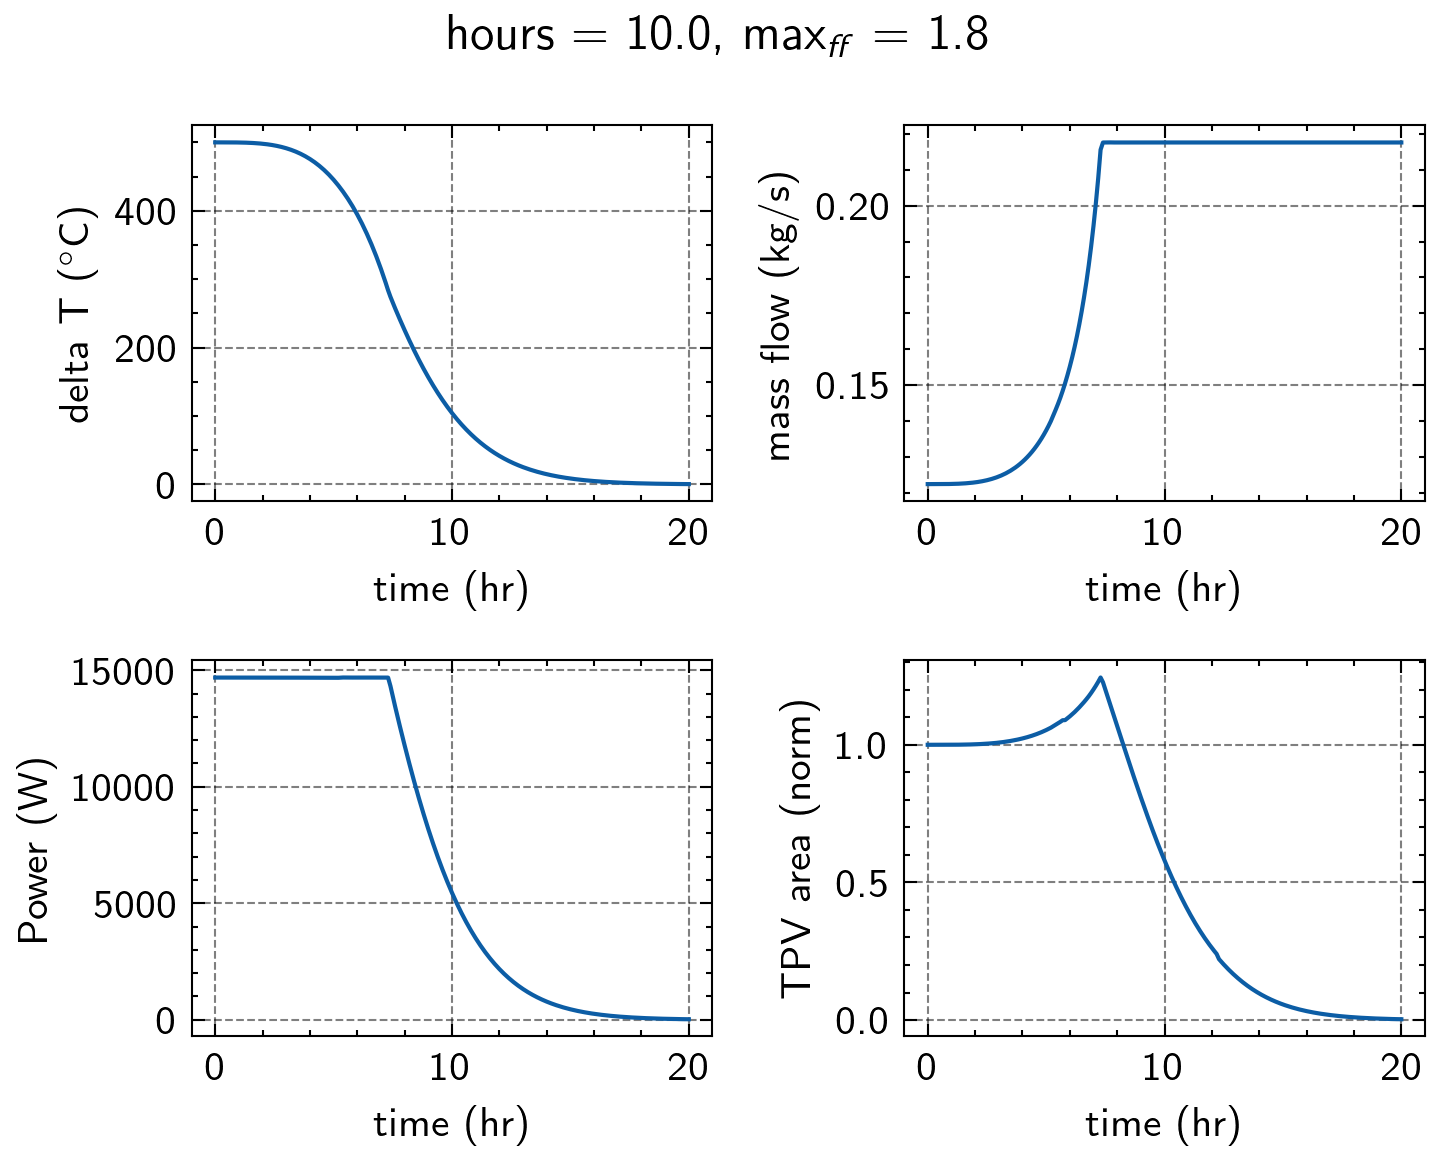 hours = 10.0, max_ff = 1.8
delta T (°C)
400
200
0
0 10 20
time (hr)
mass flow (kg/s)
0.20
0.15
0 10 20
time (hr)
Power (W)
15000
10000
5000
0
0 10 20
time (hr)
TPV area (norm)
1.0
0.5
0.0
0 10 20
time (hr)